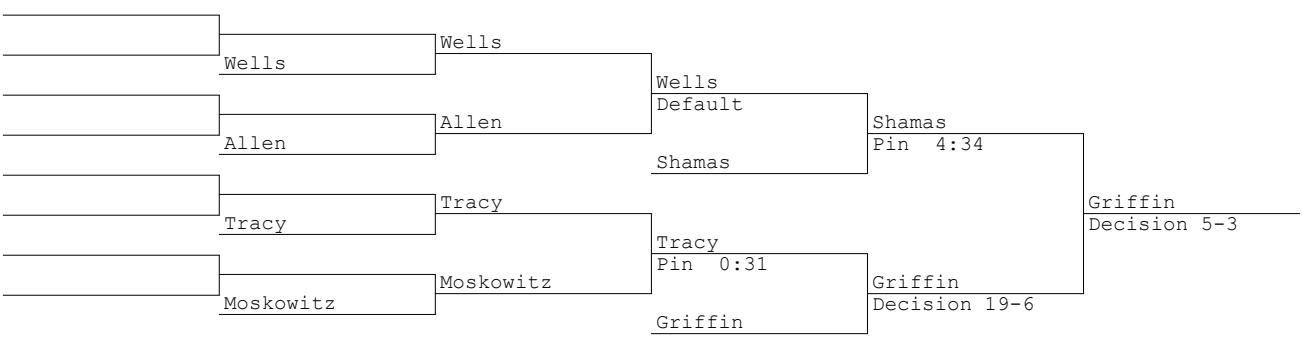 Wells
Wells
Wells
Default
Allen
Allen
Shamas
Pin  4:34
Shamas
Tracy
Tracy
Griffin
Decision 5-3
Tracy
Pin  0:31
Moskowitz
Moskowitz
Griffin
Decision 19-6
Griffin